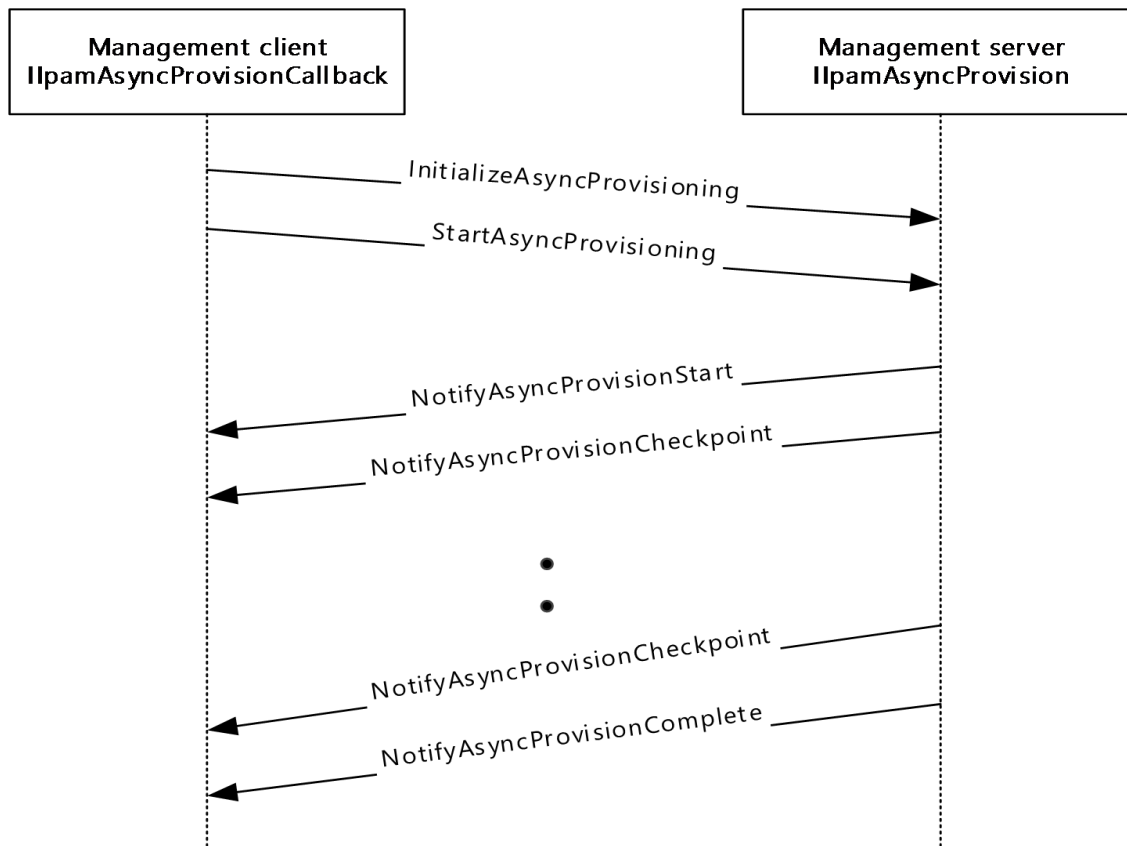 Management client
IIpamAsyncProvisionCallback
Management server
IIpamAsyncProvision
InitializeAsyncProvisioning
StartAsyncProvisioning
NotifyAsyncProvisionStart
NotifyAsyncProvisionCheckpoint
NotifyAsyncProvisionCheckpoint
NotifyAsyncProvisionComplete